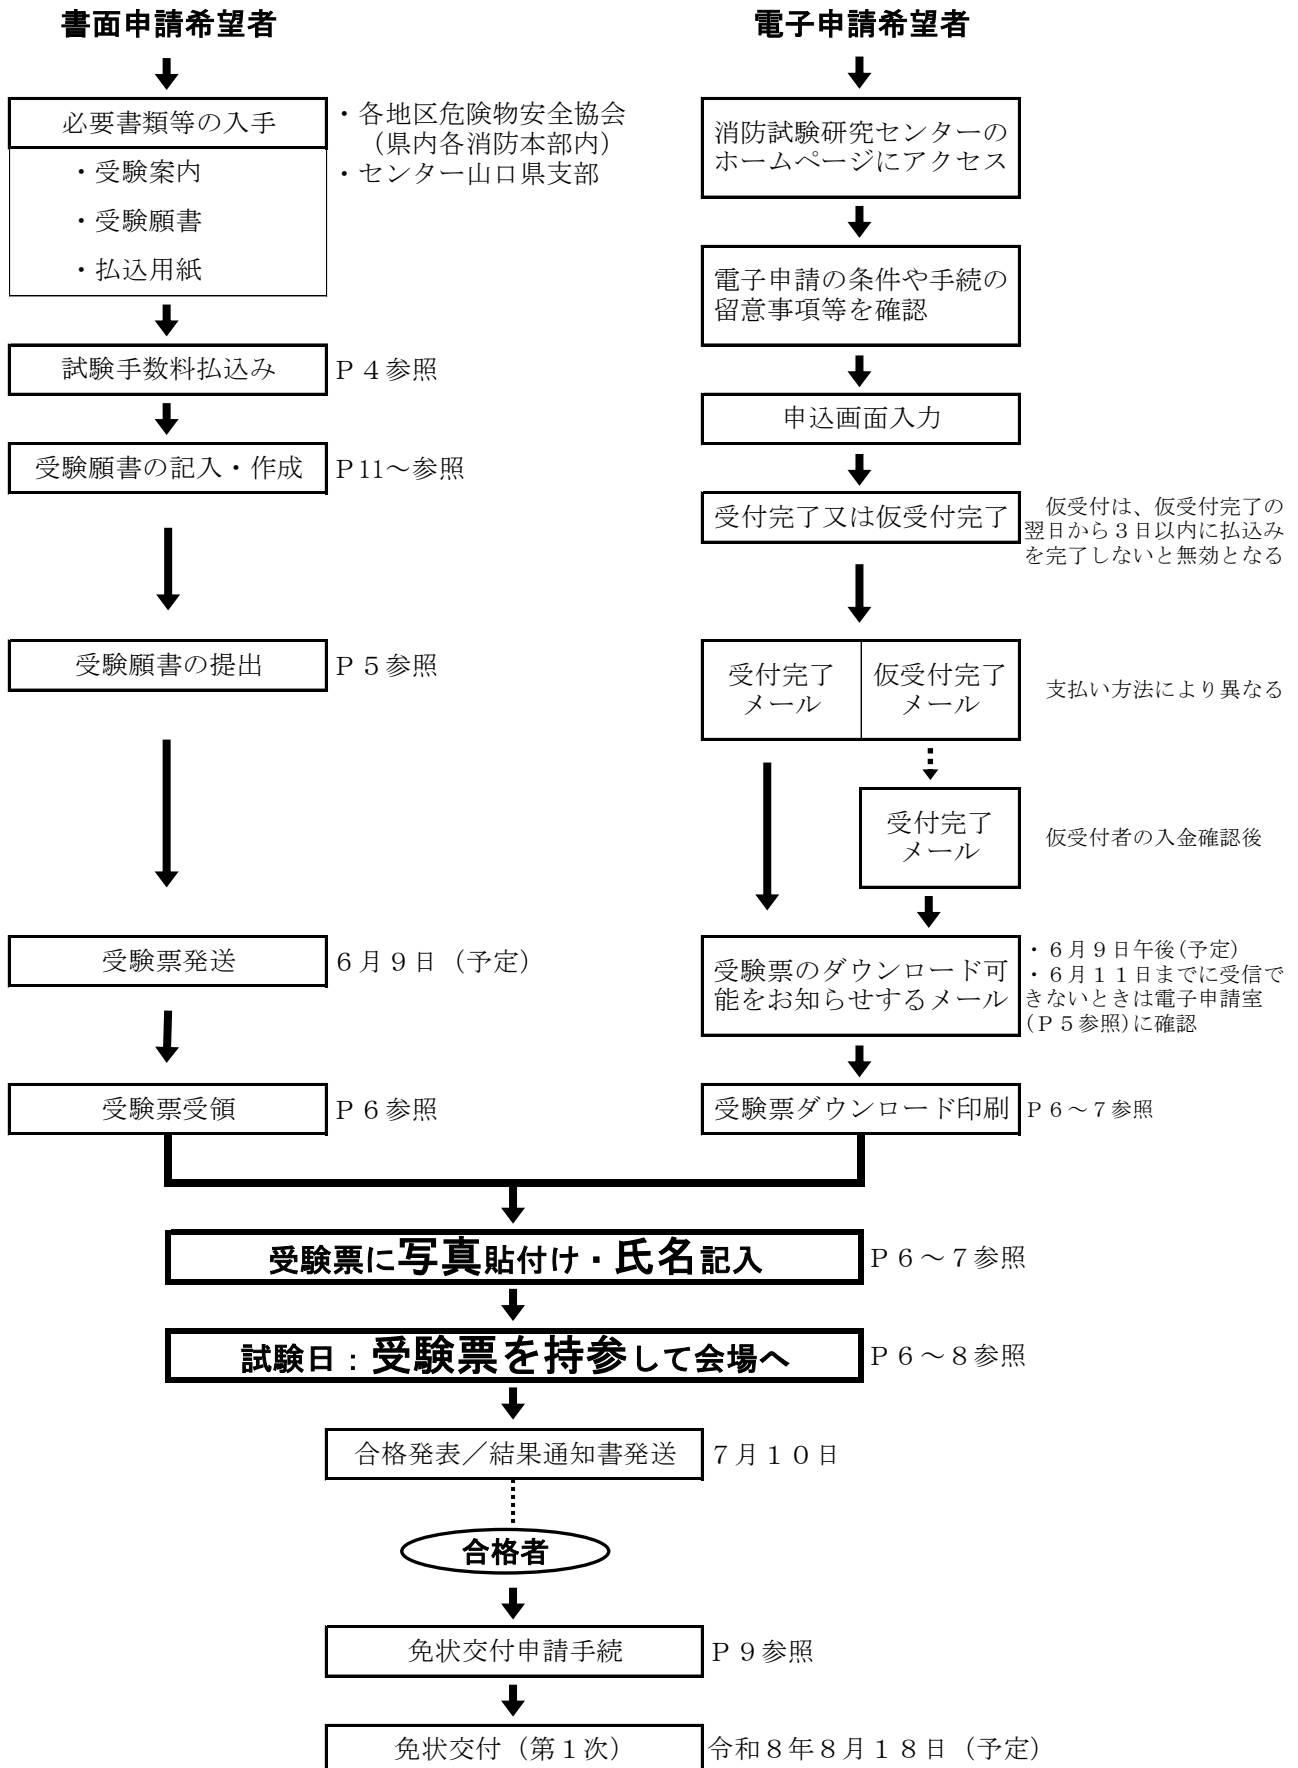 書面申請希望者
必要書類等の入手
・受験案内
・受験願書
・払込用紙
・各地区危険物安全協会
（県内各消防本部内）
・センター山口県支部
試験手数料払込み
Ｐ４参照
受験願書の記入・作成
Ｐ11～参照
受験願書の提出
Ｐ５参照
受験票発送
６月９日（予定）
受験票受領
Ｐ６参照
電子申請希望者
消防試験研究センターの
ホームページにアクセス
電子申請の条件や手続の
留意事項等を確認
申込画面入力
受付完了又は仮受付完了
仮受付は、仮受付完了の
翌日から３日以内に払込み
を完了しないと無効となる
受付完了
メール
仮受付完了
メール
支払い方法により異なる
受付完了
メール
仮受付者の入金確認後
受験票のダウンロード可
能をお知らせするメール
・６月９日午後(予定)
・６月１１日までに受信で
きないときは電子申請室
(Ｐ５参照)に確認
受験票ダウンロード印刷
Ｐ６～７参照
受験票に写真貼付け・氏名記入
Ｐ６～７参照
試験日：受験票を持参して会場へ
Ｐ６～８参照
合格発表／結果通知書発送
７月１０日
合格者
免状交付申請手続
Ｐ９参照
免状交付（第１次）
令和８年８月１８日（予定）